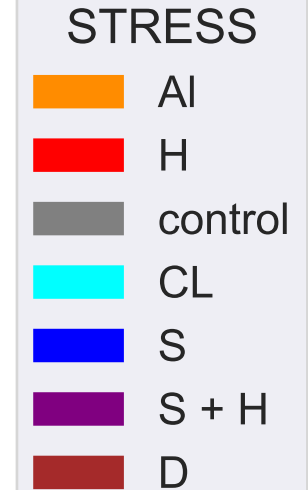 STRESS
Al
H
control
CL
S
S + H
D